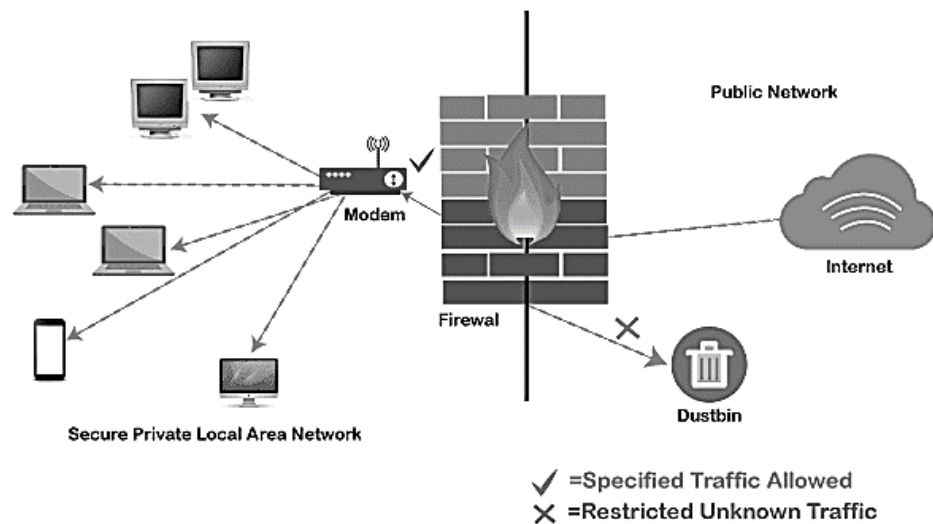 Public Network
Modem
Internet
Firewal
Dustbin
Secure Private Local Area Network
=Specified Traffic Allowed
=Restricted Unknown Traffic